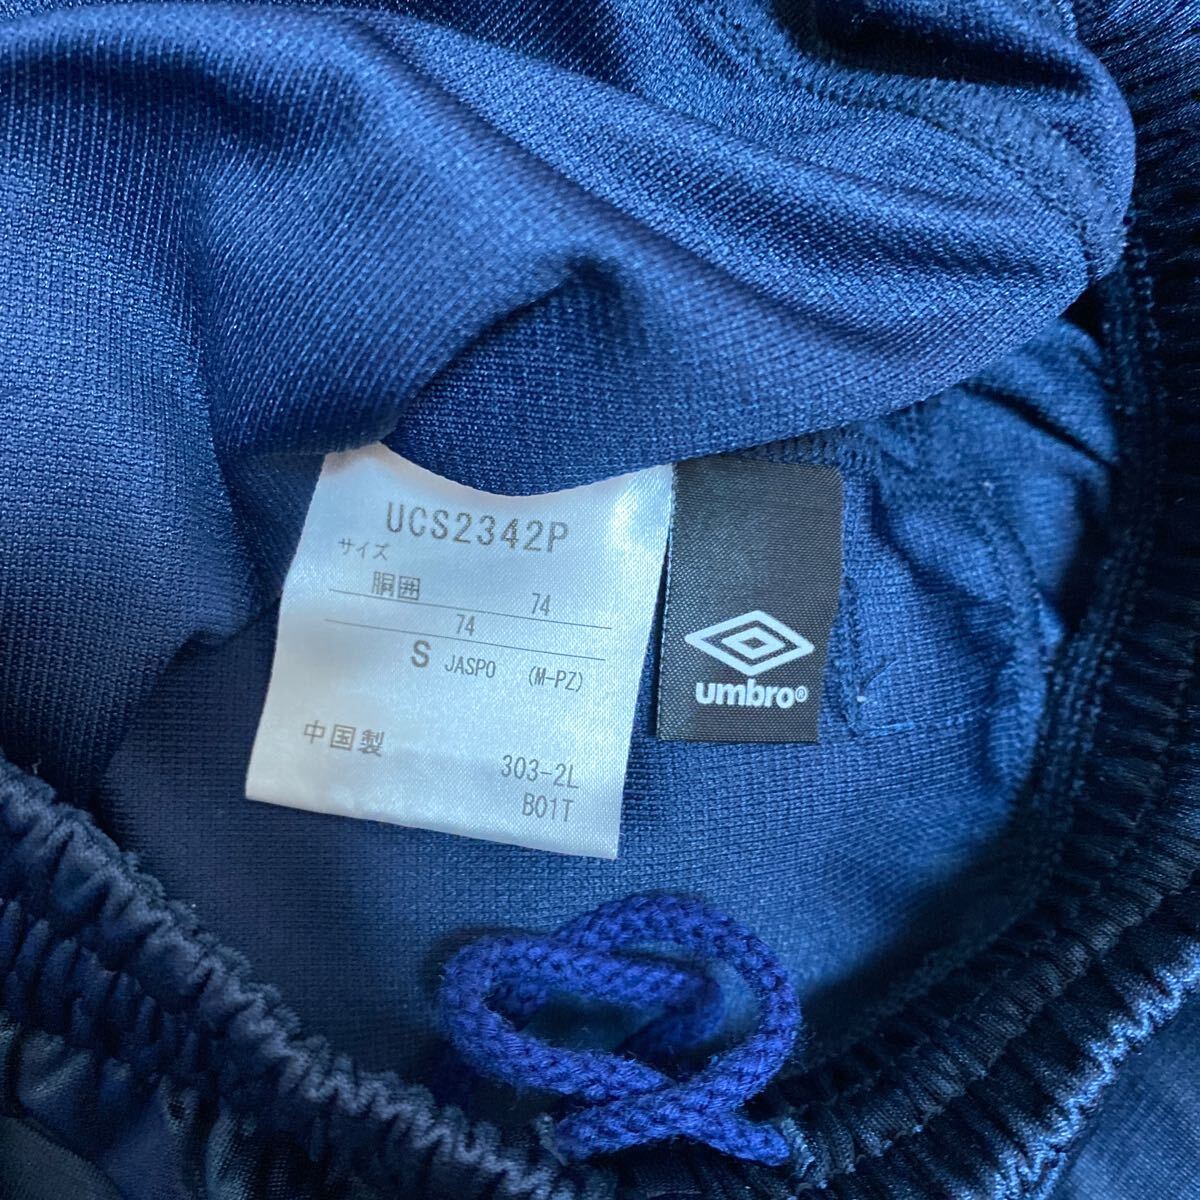 UCS2342P
サイズ
胴囲 74
74
S JASPO (M-PZ)
中国製
303-2L
B01T
umbro®